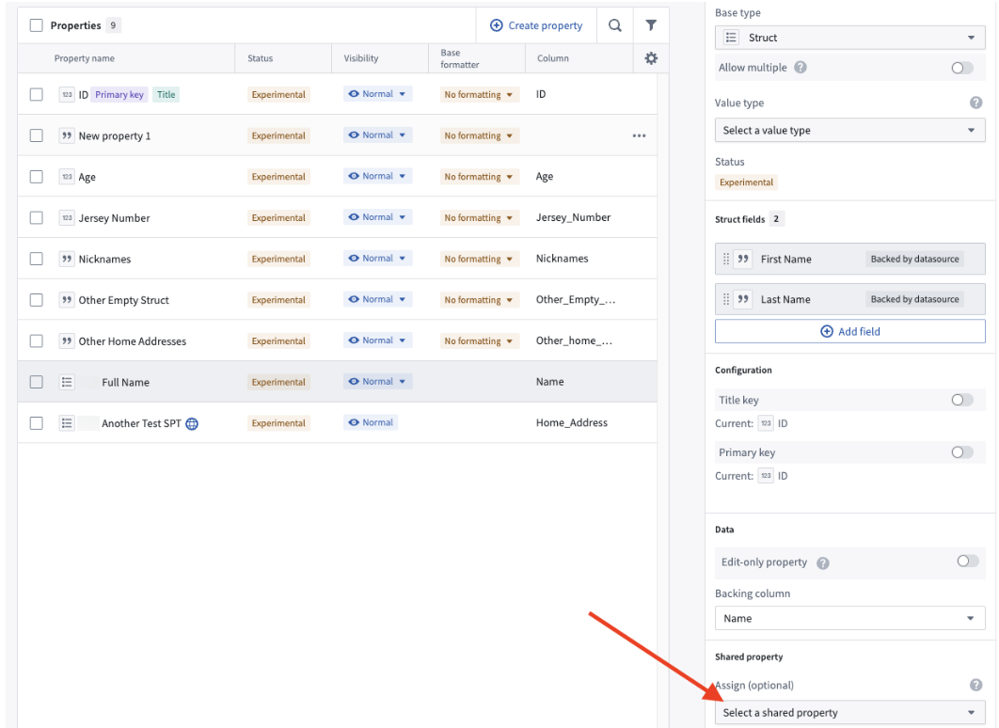 Properties 9 Create property
Property name Status Visibility Base formatter Column
123 ID Primary key Title Experimental Normal No formatting ID
New property 1 Experimental Normal No formatting
123 Age Experimental Normal No formatting Age
123 Jersey Number Experimental Normal No formatting Jersey_Number
Nicknames Experimental Normal No formatting Nicknames
Other Empty Struct Experimental Normal No formatting Other_Empty_...
Other Home Addresses Experimental Normal No formatting Other_home_...
Full Name Experimental Normal Name
Another Test SPT Experimental Normal Home_Address
Base type
Struct
Allow multiple ?
Value type ?
Select a value type
Status
Experimental
Struct fields 2
First Name Backed by datasource
Last Name Backed by datasource
Add field
Configuration
Title key
Current: 123 ID
Primary key
Current: 123 ID
Data
Edit-only property ?
Backing column
Name
Shared property
Assign (optional) ?
Select a shared property